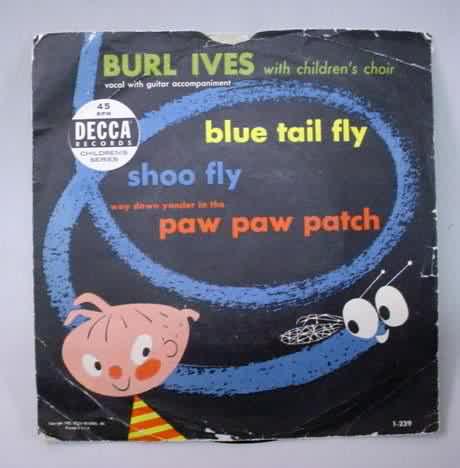 BURL IVES with children's choir
vocal with guitar accompaniment
45
RPM
DECCA
RECORDS
CHILDREN'S
SERIES
blue tail fly
shoo fly
way down yonder in the
paw paw patch
1-239